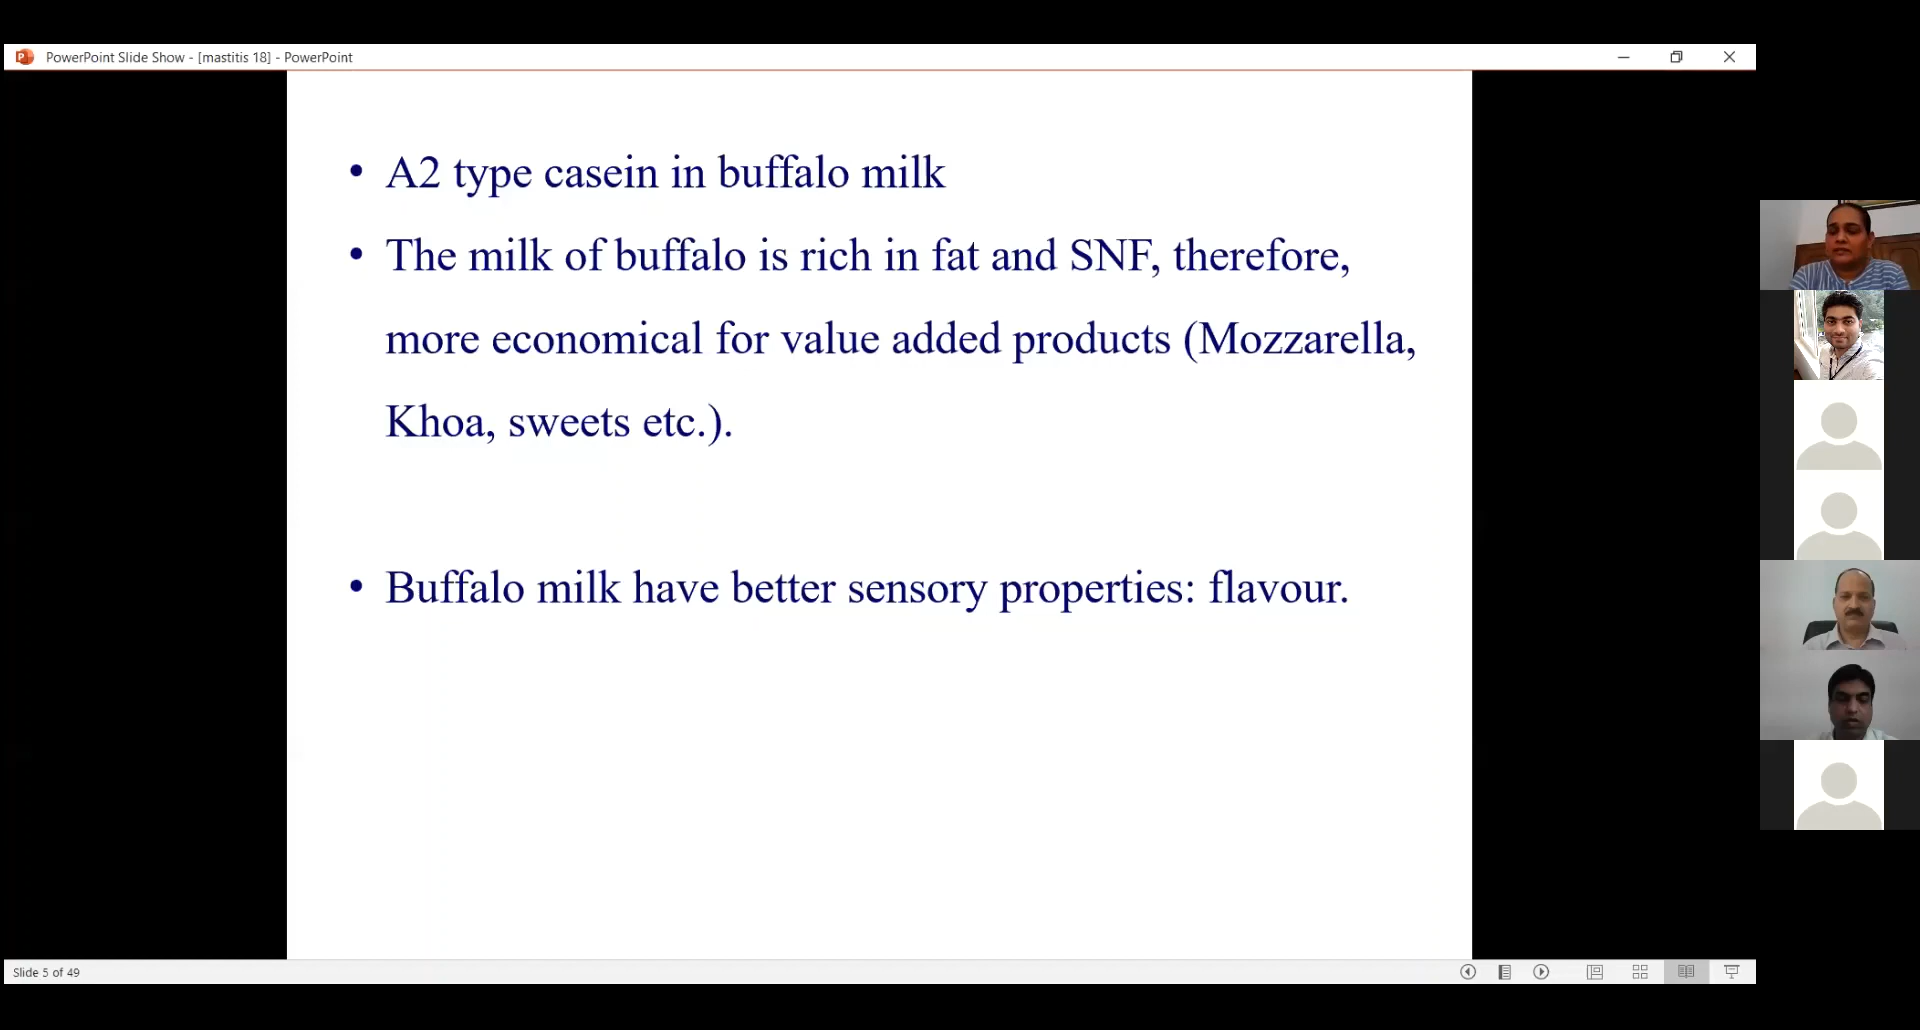 PowerPoint Slide Show - [mastitis 18] - PowerPoint
• A2 type casein in buffalo milk
• The milk of buffalo is rich in fat and SNF, therefore,
more economical for value added products (Mozzarella,
Khoa, sweets etc.).
• Buffalo milk have better sensory properties: flavour.
Slide 5 of 49